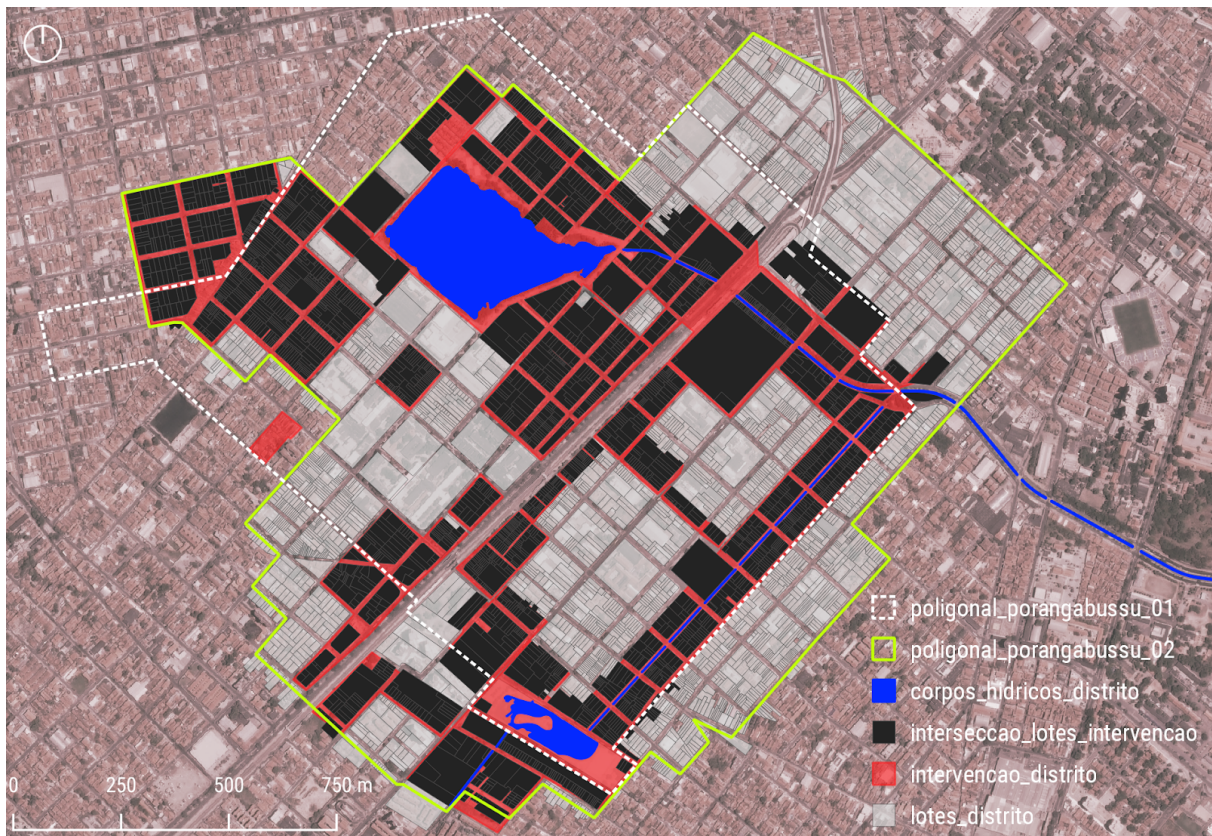 poligonal_porangabussu_01
poligonal_porangabussu_02
corpos_hidricos_distrito
interseccao_lotes_intervencao
intervencao_distrito
lotes_distrito
0 250 500 750 m